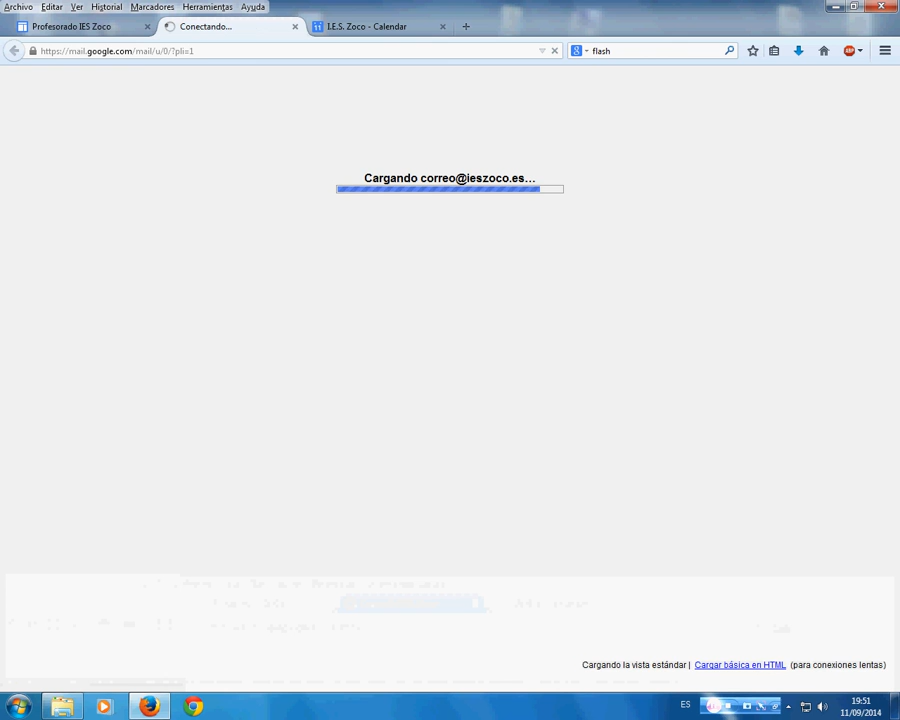 Archivo Editar Ver Historial Marcadores Herramientas Ayuda
Profesorado IES Zoco Conectando... I.E.S. Zoco - Calendar
https://mail.google.com/mail/u/0/?pli=1 flash
Cargando correo@ieszoco.es...
Cargando la vista estándar | Cargar básica en HTML (para conexiones lentas)
ES 19:51
11/09/2014